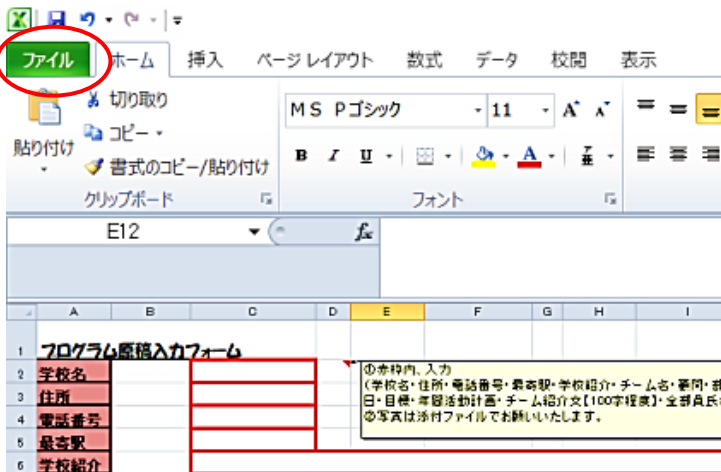 ファイル ホーム 挿入 ページ レイアウト 数式 データ 校閲 表示
切り取り
コピー
書式のコピー/貼り付け
貼り付け
クリップボード
ＭＳ Ｐゴシック 11
B I U A
フォント
E12 fx
A B C D E F G H I
1 プログラム原稿入力フォーム
2 学校名
3 住所
4 電話番号
5 最寄駅
6 学校紹介
①赤枠内、入力
(学校名・住所・電話番号・最寄駅・学校紹介・チーム名・顧問・
日・目標・年間活動計画・チーム紹介文【100字程度】・全部員氏
②写真は添付ファイルでお願いいたします。